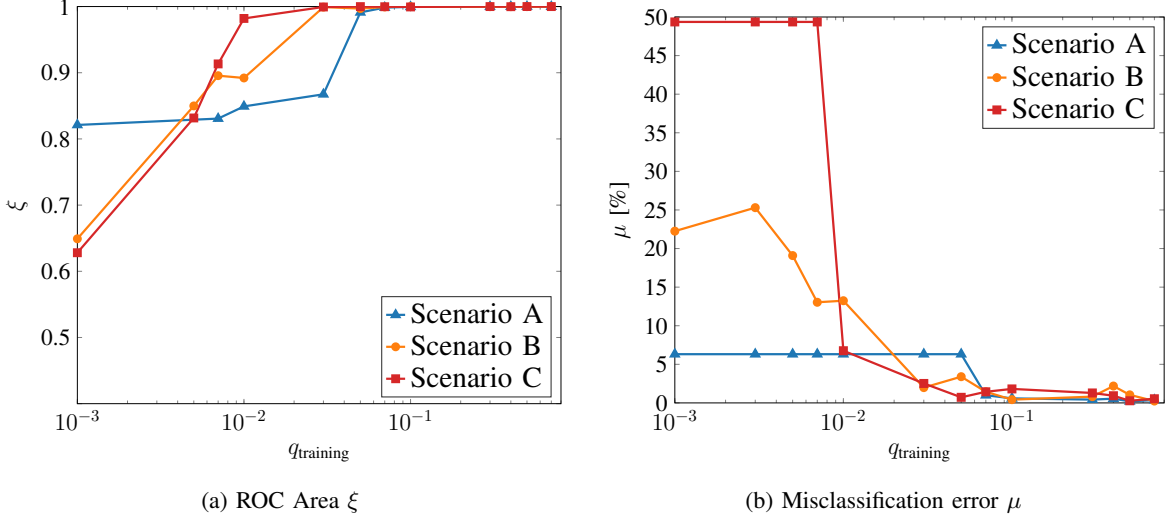 1
0.9
0.8
0.7
0.6
0.5
ξ
10⁻³
10⁻²
10⁻¹
q_training
Scenario A
Scenario B
Scenario C
(a) ROC Area ξ
50
45
40
35
30
25
20
15
10
5
0
μ [%]
10⁻³
10⁻²
10⁻¹
q_training
Scenario A
Scenario B
Scenario C
(b) Misclassification error μ